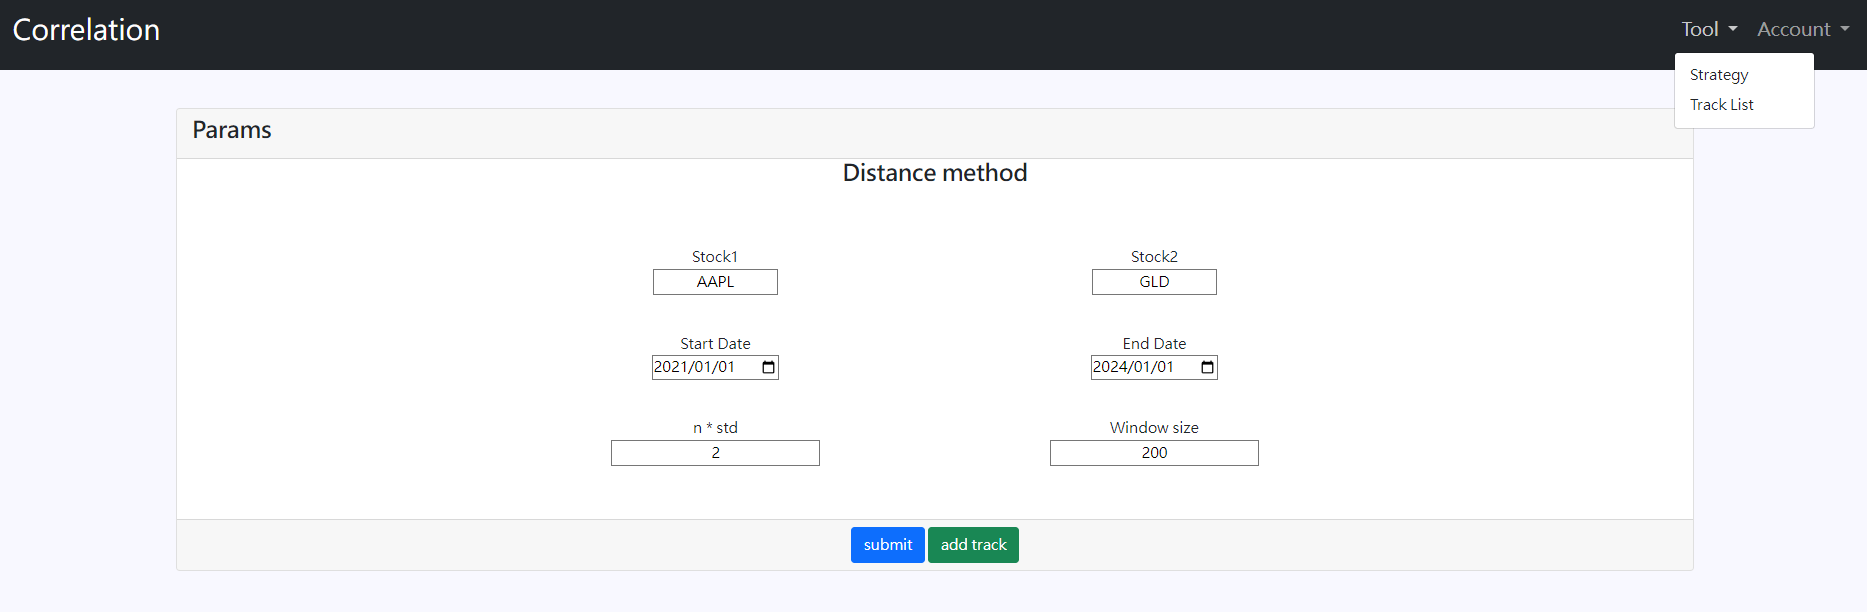 Correlation
Tool Account
Strategy
Track List
Params
Distance method
Stock1 Stock2
AAPL GLD
Start Date End Date
2021/01/01 2024/01/01
n * std Window size
2 200
submit add track